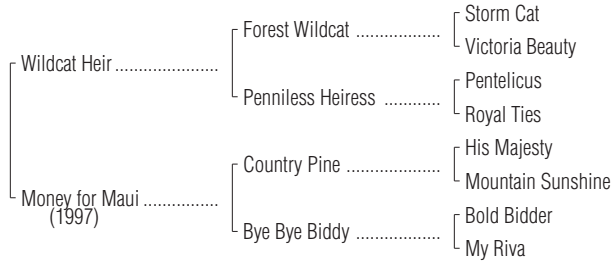 Storm Cat
Forest Wildcat ..................
Victoria Beauty
Wildcat Heir ......................
Pentelicus
Penniless Heiress ............
Royal Ties
His Majesty
Country Pine ....................
Mountain Sunshine
Money for Maui ................
(1997)
Bold Bidder
Bye Bye Biddy ..................
My Riva